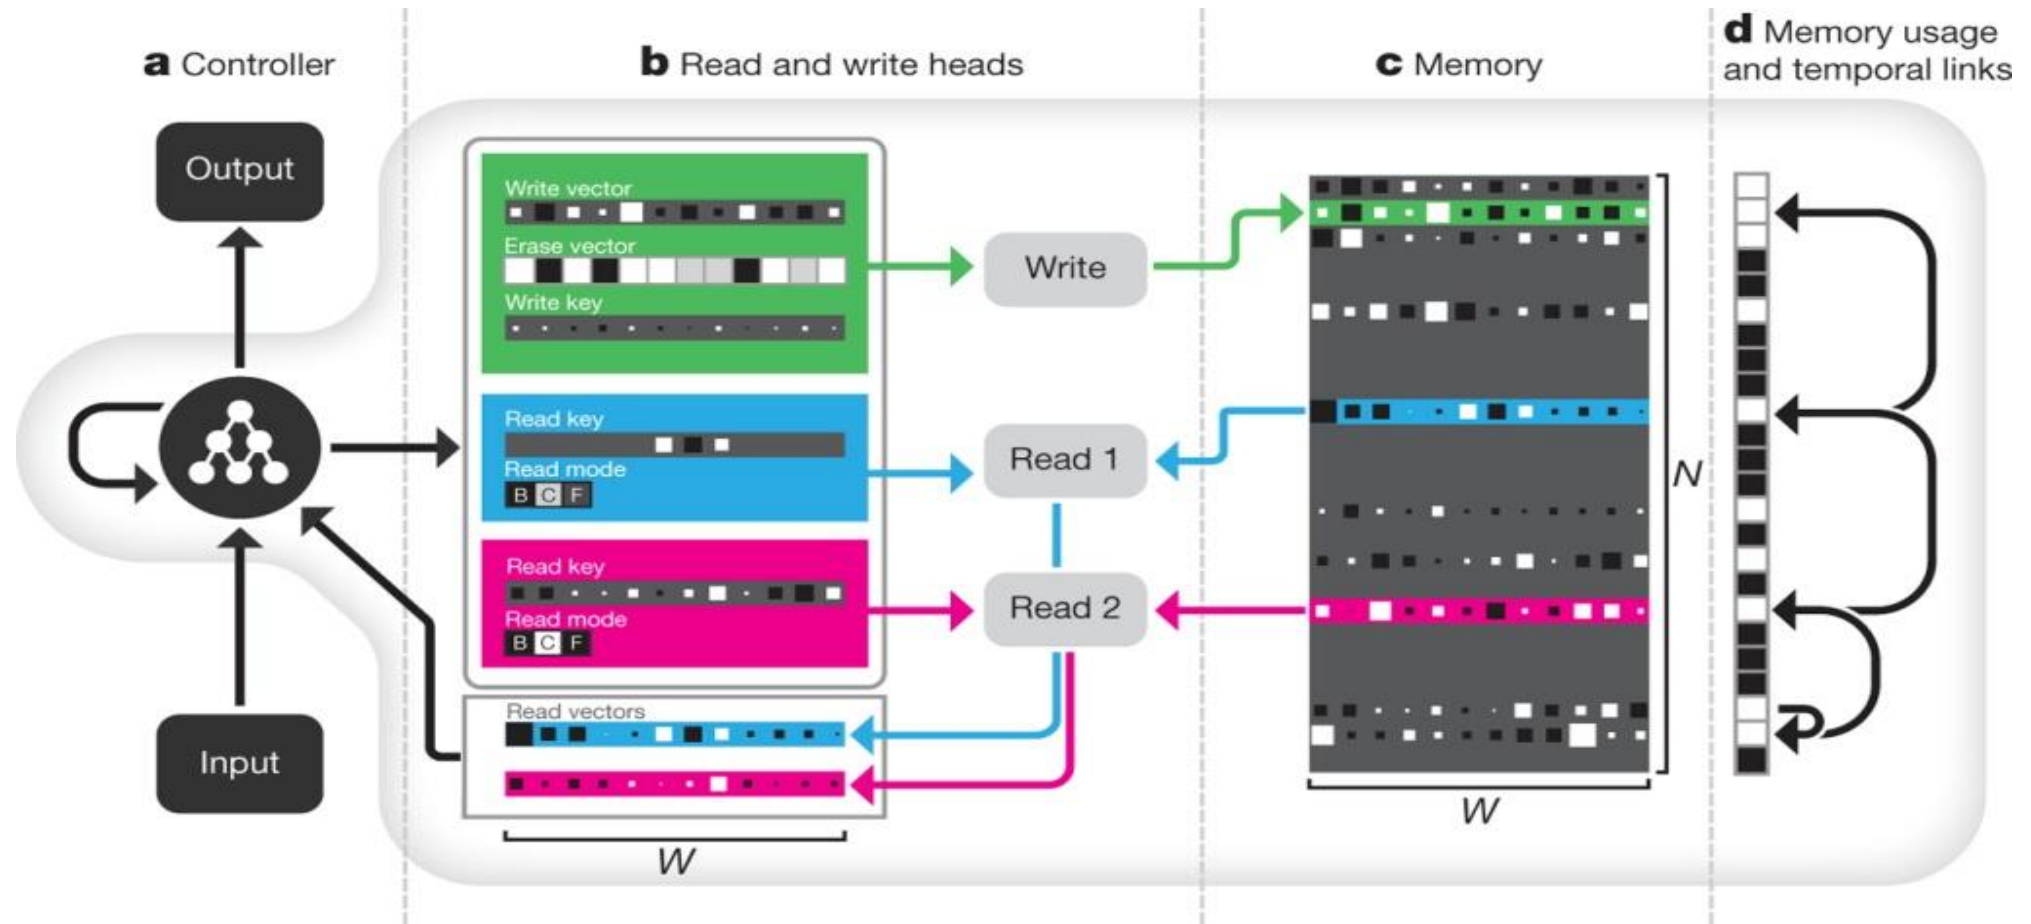 a Controller
b Read and write heads
c Memory
d Memory usage
and temporal links
Output
Input
Write vector
Erase vector
Write key
Read key
Read mode
B C F
Read key
Read mode
B C F
Read vectors
W
Write
Read 1
Read 2
N
W